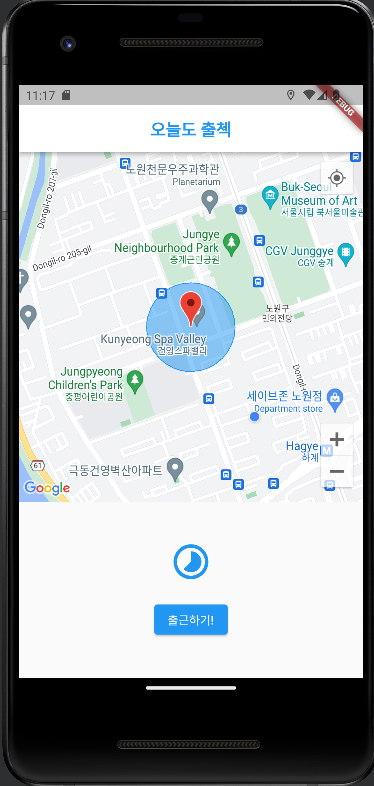 11:17
DEBUG
오늘도 출첵
노원천문우주과학관
Planetarium
Dongil-ro 207-gil
3
Buk-Seoul
Museum of Art
서울시립 북서울미술관
Jungye
Neighbourhood Park
중계근린공원
CGV Junggye
CGV 중계
Dongil-ro 205-gil
노원구
민의전당
Kunyeong Spa Valley
건영스파밸리
Jungpyeong
Children's Park
중평어린이공원
Dongil-ro
세이브존 노원점
Department store
Hagye
하계
M
61
극동건영벽산아파트
+
−
Google
출근하기!